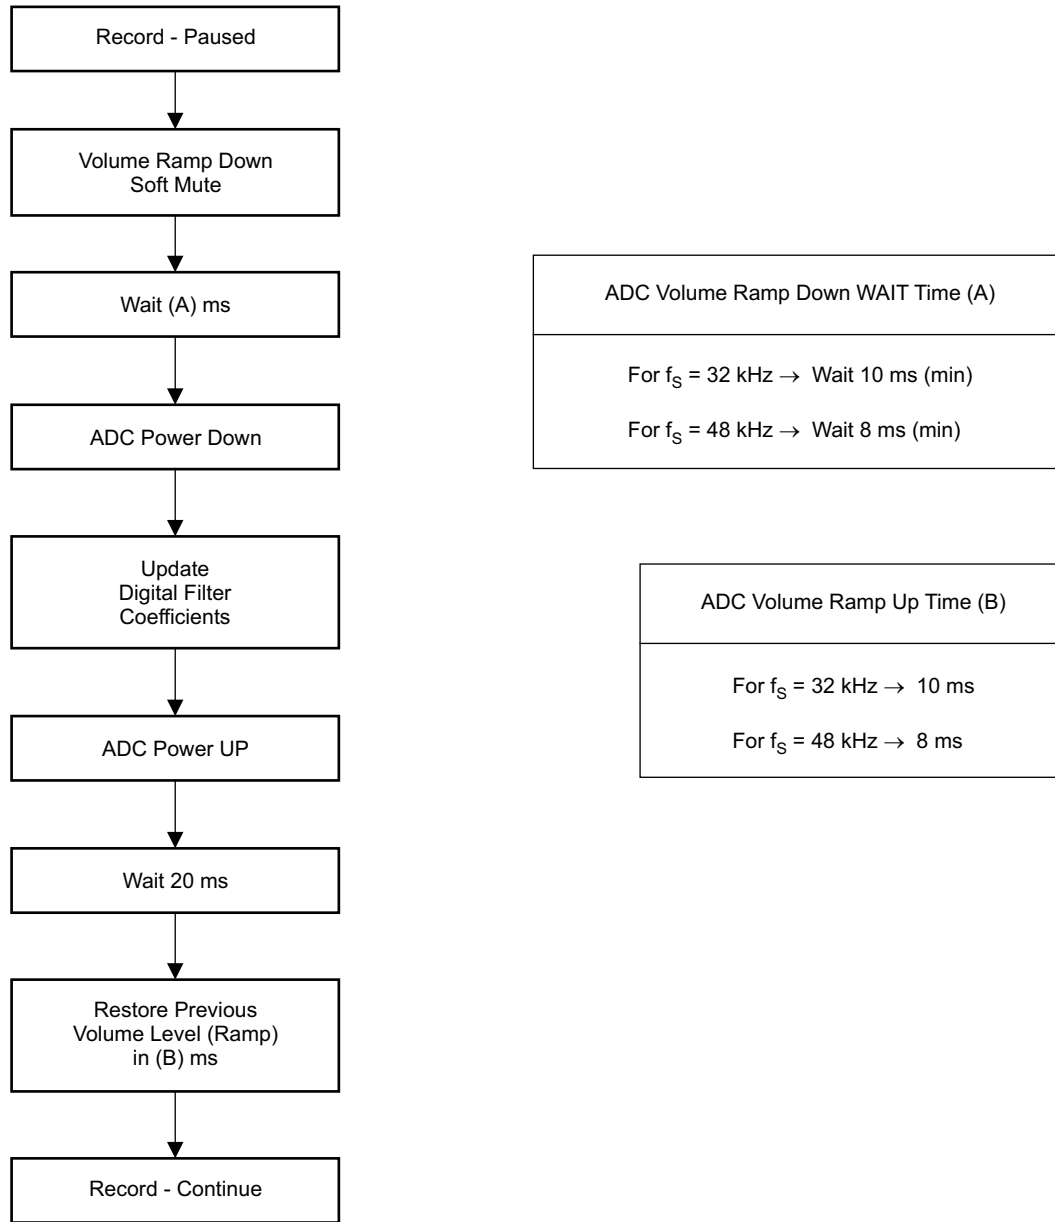 Record - Paused
Volume Ramp Down
Soft Mute
Wait (A) ms
ADC Power Down
Update
Digital Filter
Coefficients
ADC Power UP
Wait 20 ms
Restore Previous
Volume Level (Ramp)
in (B) ms
Record - Continue
ADC Volume Ramp Down WAIT Time (A)
For fS = 32 kHz → Wait 10 ms (min)
For fS = 48 kHz → Wait 8 ms (min)
ADC Volume Ramp Up Time (B)
For fS = 32 kHz → 10 ms
For fS = 48 kHz → 8 ms